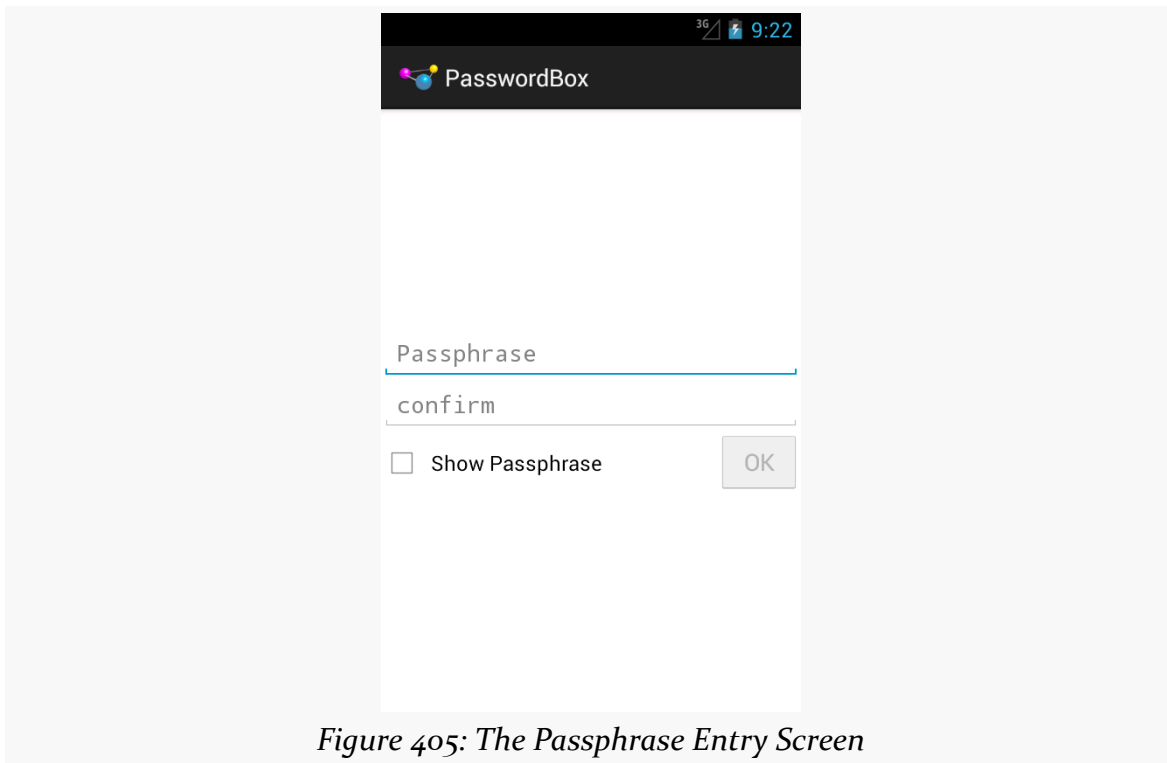 3G 9:22
PasswordBox
Passphrase
confirm
Show Passphrase OK
Figure 405: The Passphrase Entry Screen